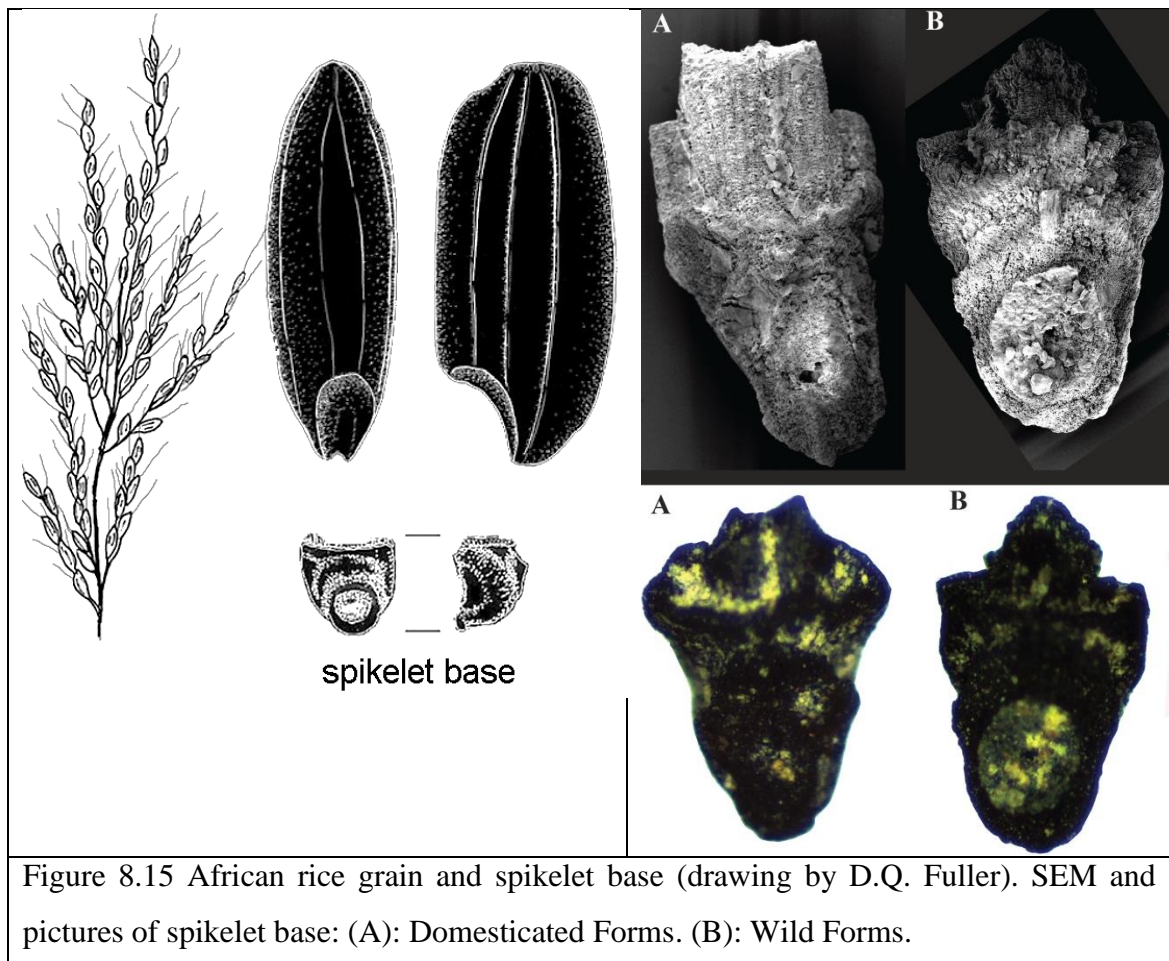 A
B
spikelet base
A
B
Figure 8.15 African rice grain and spikelet base (drawing by D.Q. Fuller). SEM and
pictures of spikelet base: (A): Domesticated Forms. (B): Wild Forms.